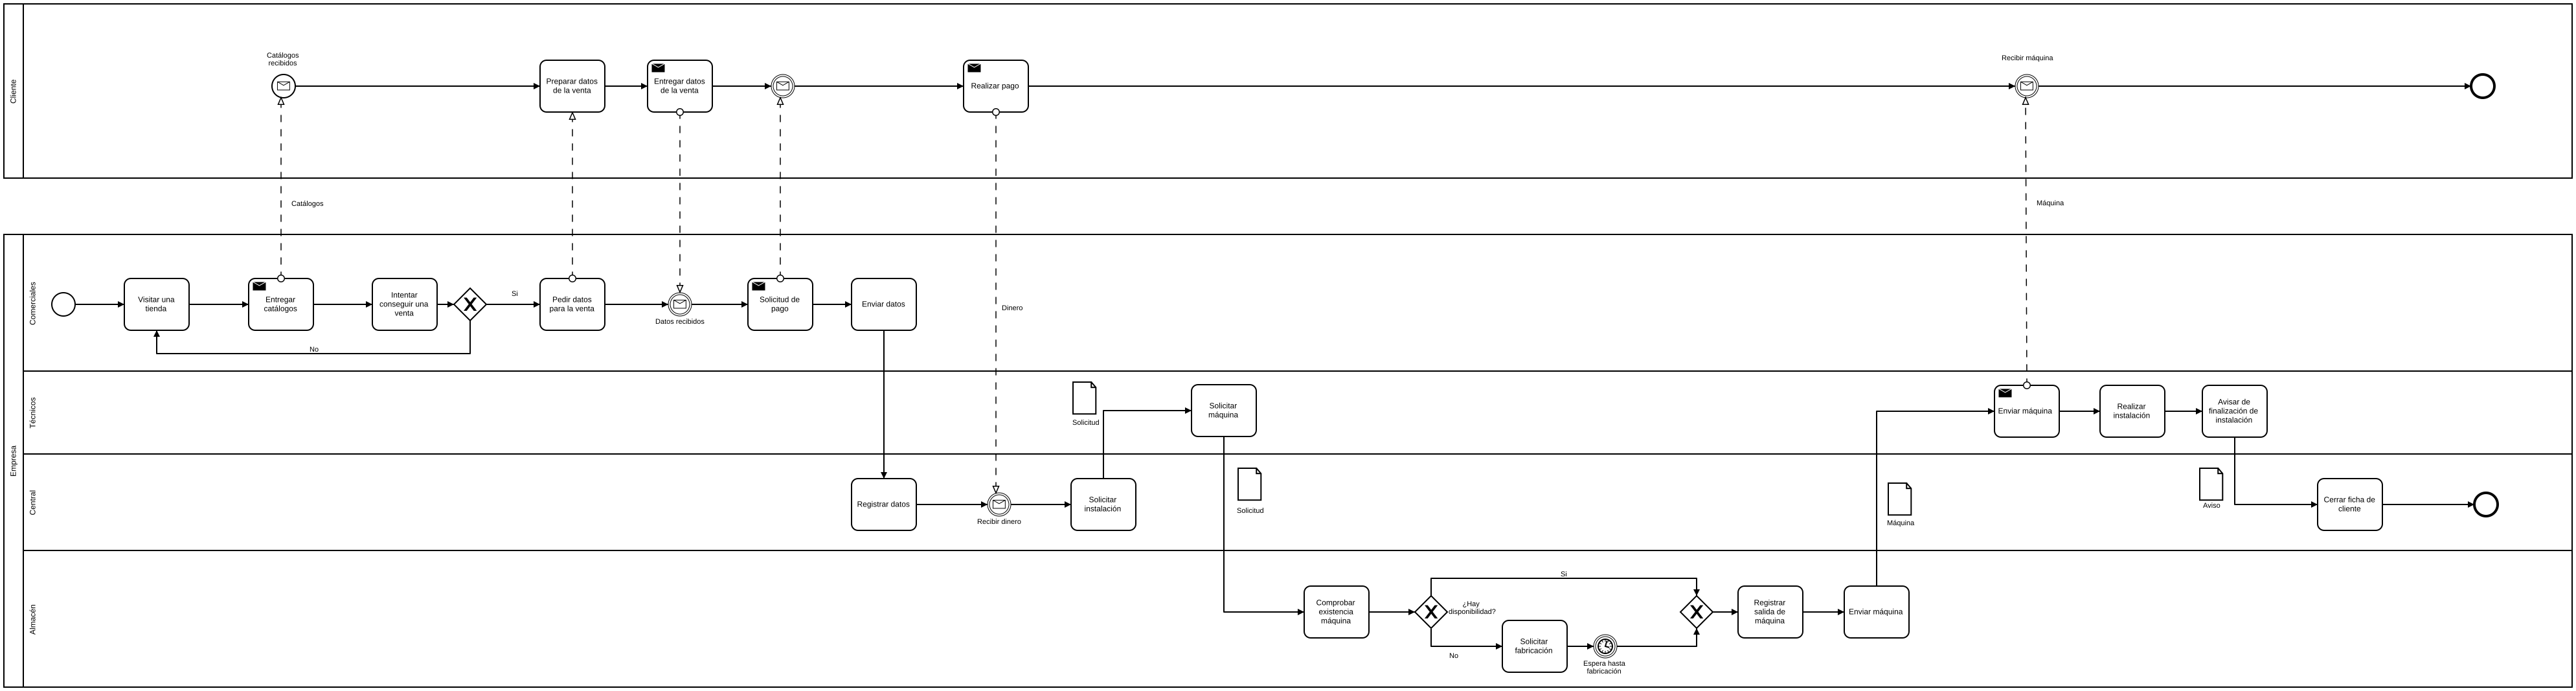 Cliente
Catálogos
recibidos
Preparar datos
de la venta
Entregar datos
de la venta
Realizar pago
Recibir máquina
Catálogos
Máquina
Empresa
Comerciales
Visitar una
tienda
Entregar
catálogos
Intentar
conseguir una
venta
Si
No
Pedir datos
para la venta
Datos recibidos
Solicitud de
pago
Enviar datos
Dinero
Técnicos
Solicitud
Solicitar
máquina
Enviar máquina
Realizar
instalación
Avisar de
finalización de
instalación
Central
Registrar datos
Recibir dinero
Solicitar
instalación
Solicitud
Máquina
Aviso
Cerrar ficha de
cliente
Almacén
Comprobar
existencia
máquina
¿Hay
disponibilidad?
Si
No
Solicitar
fabricación
Espera hasta
fabricación
Registrar
salida de
máquina
Enviar máquina